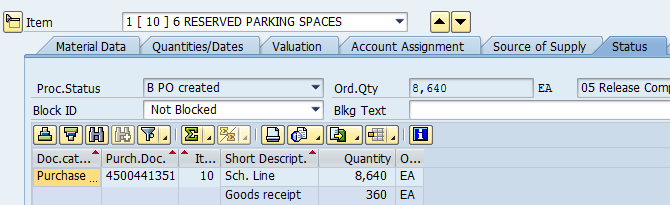 Item 1 [ 10 ] 6 RESERVED PARKING SPACES
Material Data Quantities/Dates Valuation Account Assignment Source of Supply Status
Proc.Status B PO created Ord.Qty 8,640 EA 05 Release Comp
Block ID Not Blocked Bkg Text
Doc.cat... Purch.Doc. It... Short Descript. Quantity O...
Purchase ... 4500441351 10 Sch. Line 8,640 EA
Goods receipt 360 EA